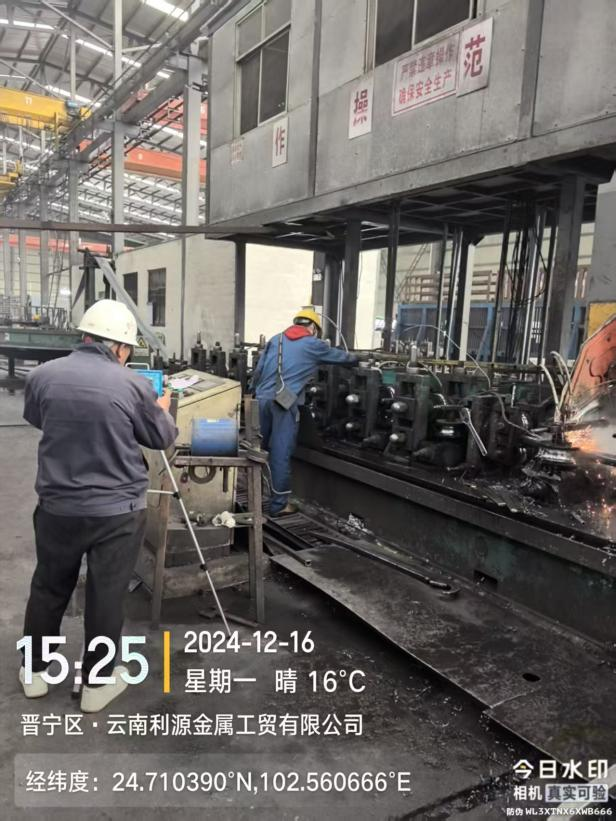 T1
范
操
作
严禁违章操作
确保安全生产
15:25
2024-12-16
星期一 晴 16°C
晋宁区·云南利源金属工贸有限公司
经纬度：24.710390°N,102.560666°E
今日水印
相机 真实可验
防伪 WL3XTNX6XWB666